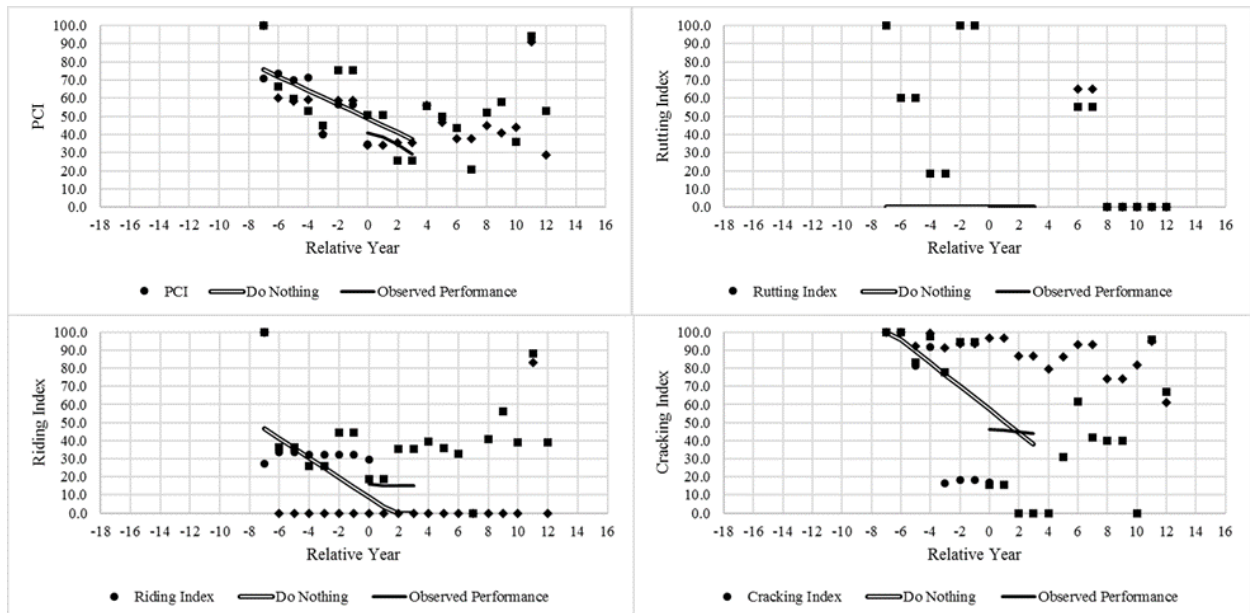 PCI
100.0
90.0
80.0
70.0
60.0
50.0
40.0
30.0
20.0
10.0
0.0
-18 -16 -14 -12 -10 -8 -6 -4 -2 0 2 4 6 8 10 12 14 16
Relative Year
PCI Do Nothing Observed Performance
Rutting Index
100.0
90.0
80.0
70.0
60.0
50.0
40.0
30.0
20.0
10.0
0.0
-18 -16 -14 -12 -10 -8 -6 -4 -2 0 2 4 6 8 10 12 14 16
Relative Year
Rutting Index Do Nothing Observed Performance
Riding Index
100.0
90.0
80.0
70.0
60.0
50.0
40.0
30.0
20.0
10.0
0.0
-18 -16 -14 -12 -10 -8 -6 -4 -2 0 2 4 6 8 10 12 14 16
Relative Year
Riding Index Do Nothing Observed Performance
Cracking Index
100.0
90.0
80.0
70.0
60.0
50.0
40.0
30.0
20.0
10.0
0.0
-18 -16 -14 -12 -10 -8 -6 -4 -2 0 2 4 6 8 10 12 14 16
Relative Year
Cracking Index Do Nothing Observed Performance